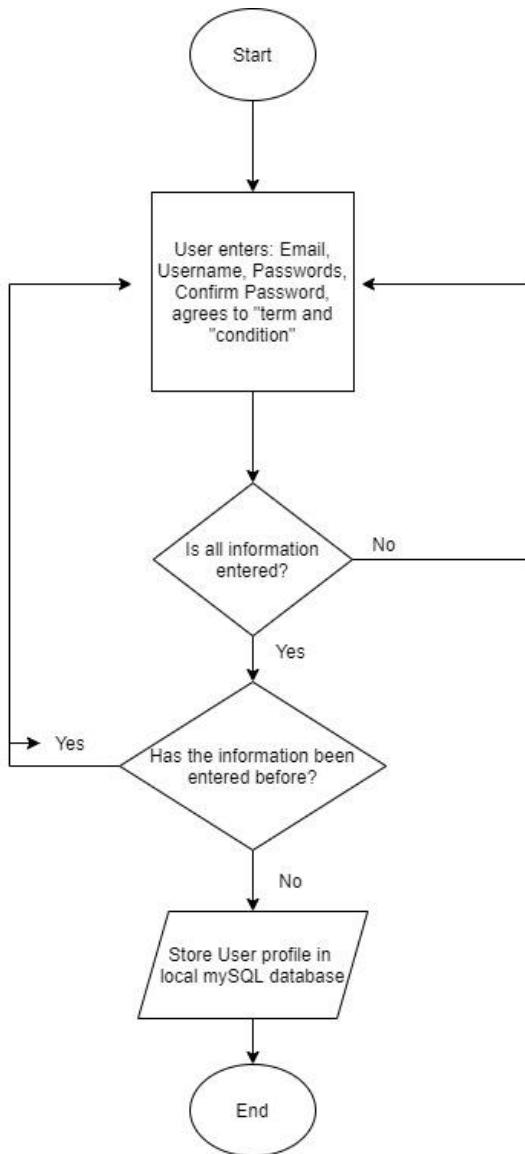 Start
User enters: Email,
Username, Passwords,
Confirm Password,
agrees to "term and
"condition"
Is all information
entered?
No
Yes
Yes
Has the information been
entered before?
No
Store User profile in
local mySQL database
End